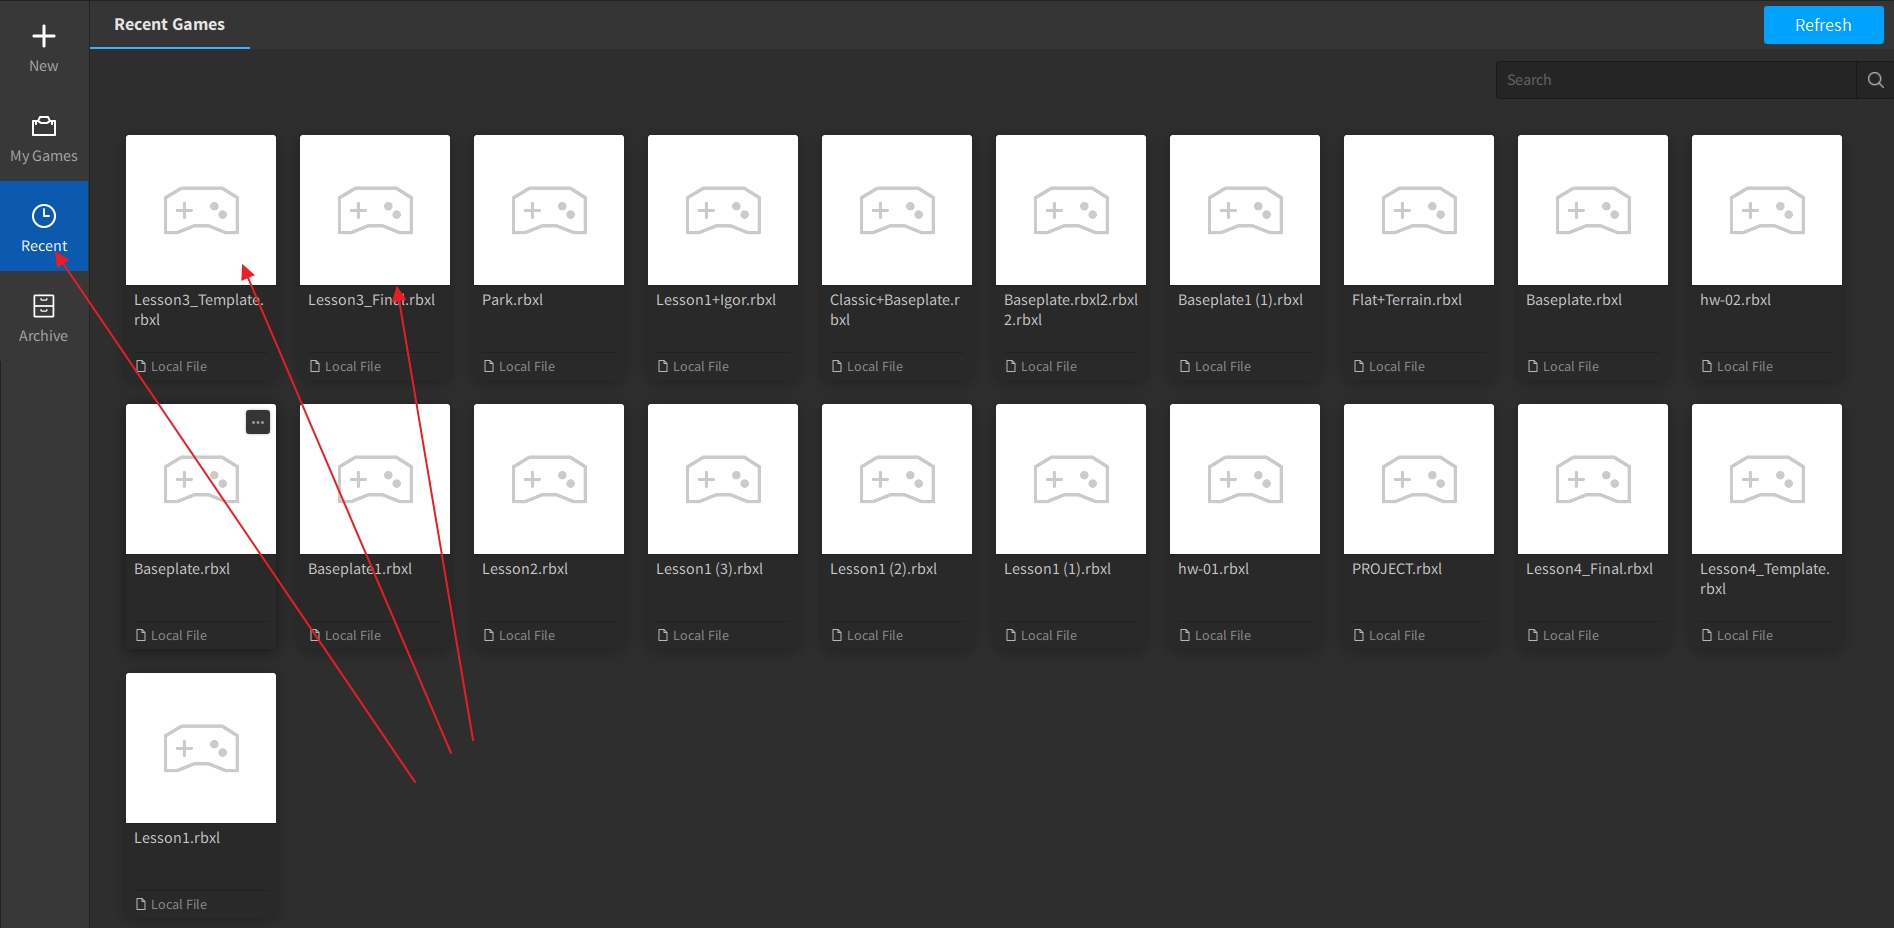 Recent Games
Refresh
New
Search
My Games
Recent
Archive
Lesson3_Template.
rbxl
Local File
Lesson3_Final.rbxl
Local File
Park.rbxl
Local File
Lesson1+Igor.rbxl
Local File
Classic+Baseplate.r
bxl
Local File
Baseplate.rbxl2.rbxl
2.rbxl
Local File
Baseplate1 (1).rbxl
Local File
Flat+Terrain.rbxl
Local File
Baseplate.rbxl
Local File
hw-02.rbxl
Local File
Baseplate.rbxl
Local File
Baseplate1.rbxl
Local File
Lesson2.rbxl
Local File
Lesson1 (3).rbxl
Local File
Lesson1 (2).rbxl
Local File
Lesson1 (1).rbxl
Local File
hw-01.rbxl
Local File
PROJECT.rbxl
Local File
Lesson4_Final.rbxl
Local File
Lesson4_Template.
rbxl
Local File
Lesson1.rbxl
Local File